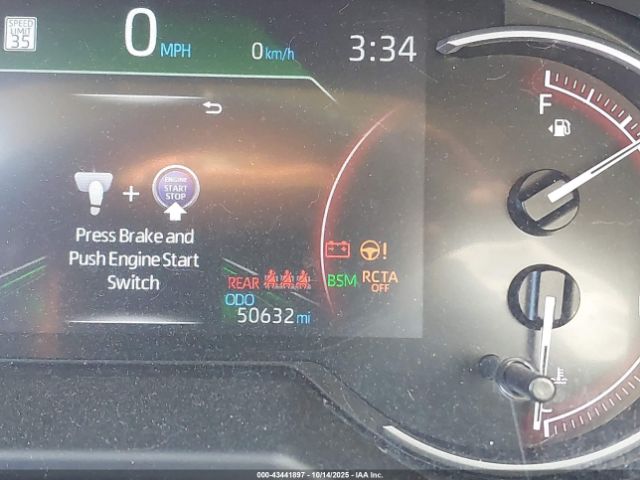 SPEED
LIMIT
35
0 MPH
0 km/h
3:34
F
ENGINE
START
STOP
+
Press Brake and
Push Engine Start
Switch
!
REAR
BSM
RCTA
OFF
ODO
50632 mi
000-43441897 - 10/14/2025 - IAA Inc.